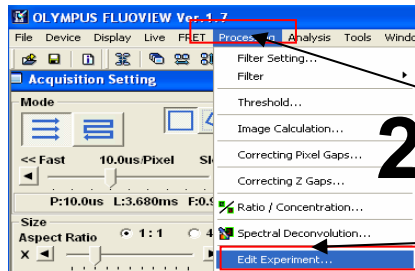 OLYMPUS FLUOVIEW Ver.1.7
File Device Display Live FRET Processing Analysis Tools
Acquisition Setting
Mode
<< Fast 10.0us/Pixel
P:10.0us L:3.680ms
Size
Aspect Ratio 1:1 4
X
Filter Setting...
Filter
Threshold...
Image Calculation...
Correcting Pixel Gaps...
Correcting Z Gaps...
Ratio / Concentration...
Spectral Deconvolution...
Edit Experiment...
2